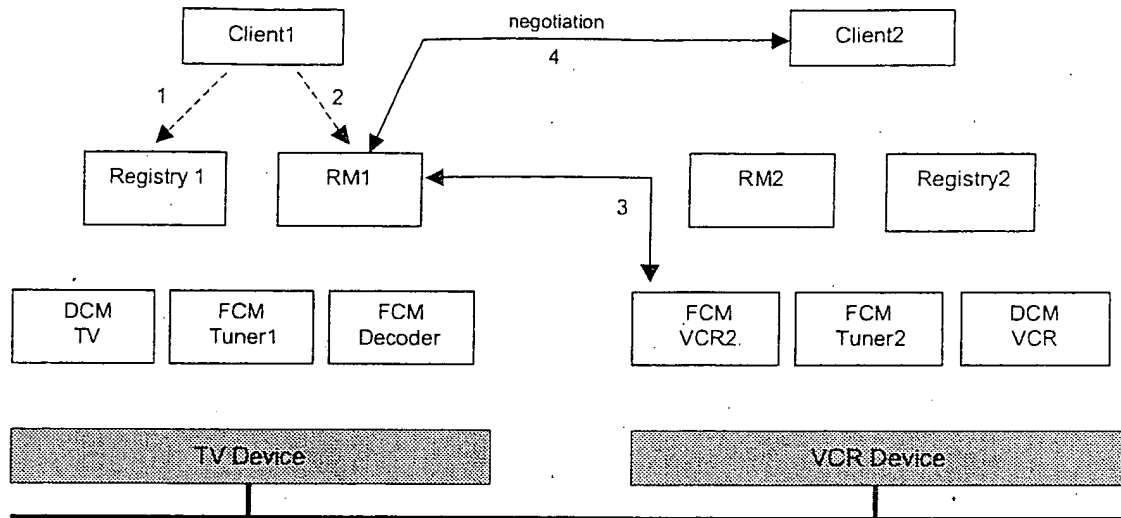 negotiation
Client1
Client2
4
1
2
Registry 1
RM1
RM2
Registry2
3
DCM
TV
FCM
Tuner1
FCM
Decoder
FCM
VCR2.
FCM
Tuner2
DCM
VCR
TV Device
VCR Device